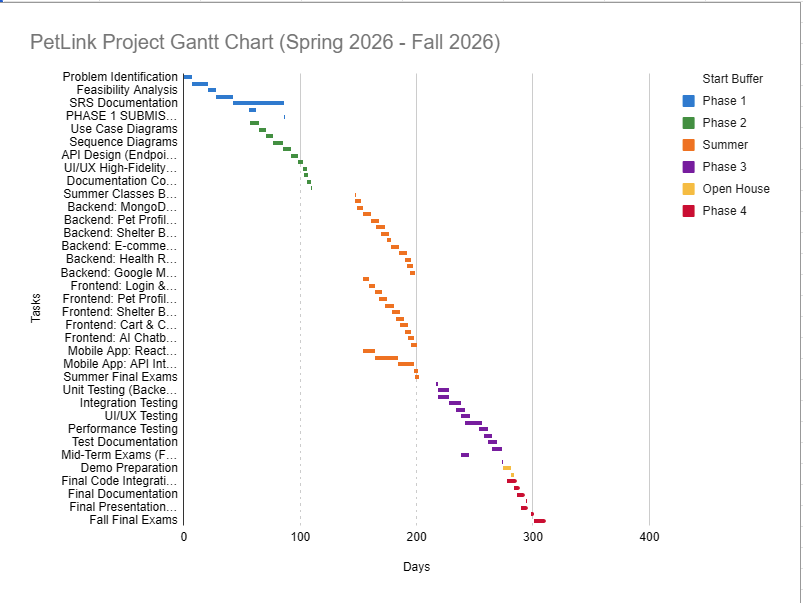 PetLink Project Gantt Chart (Spring 2026 - Fall 2026)
Problem Identification
Feasibility Analysis
SRS Documentation
PHASE 1 SUBMIS...
Use Case Diagrams
Sequence Diagrams
API Design (Endpoi...
UI/UX High-Fidelity...
Documentation Co...
Summer Classes B...
Backend: MongoD...
Backend: Pet Profil...
Backend: Shelter B...
Backend: E-comme...
Backend: Health R...
Backend: Google M...
Frontend: Login &...
Frontend: Pet Profil...
Frontend: Shelter B...
Frontend: Cart & C...
Frontend: AI Chatb...
Mobile App: React...
Mobile App: API Int...
Summer Final Exams
Unit Testing (Backe...
Integration Testing
UI/UX Testing
Performance Testing
Test Documentation
Mid-Term Exams (F...
Demo Preparation
Final Code Integrati...
Final Documentation
Final Presentation...
Fall Final Exams
Tasks
0 100 200 300 400
Days
Start Buffer
Phase 1
Phase 2
Summer
Phase 3
Open House
Phase 4